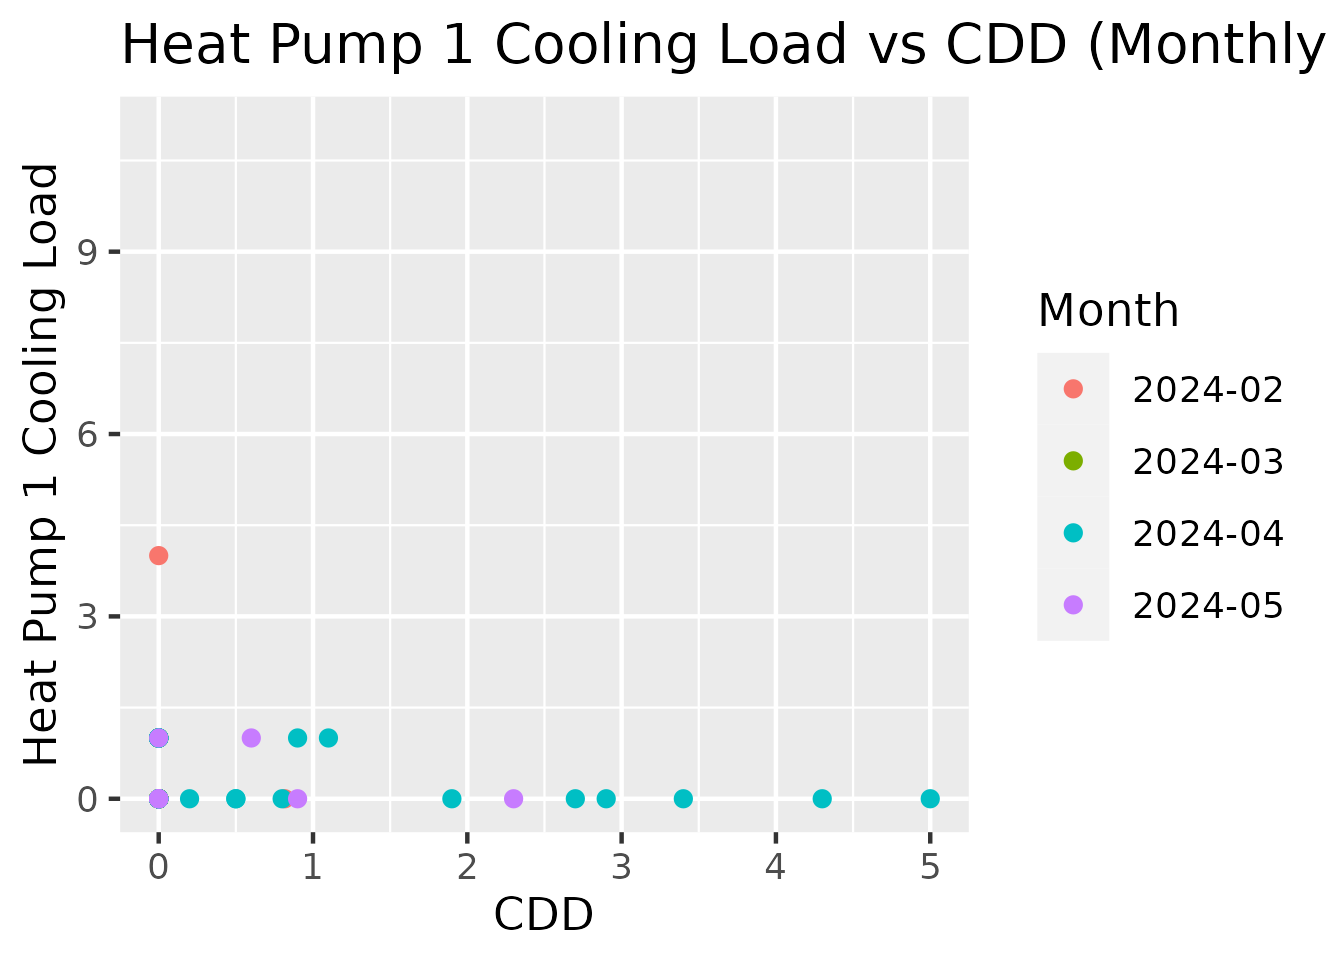 Heat Pump 1 Cooling Load vs CDD (Monthly
Heat Pump 1 Cooling Load
9
6
3
0
0 1 2 3 4 5
CDD
Month
2024-02
2024-03
2024-04
2024-05